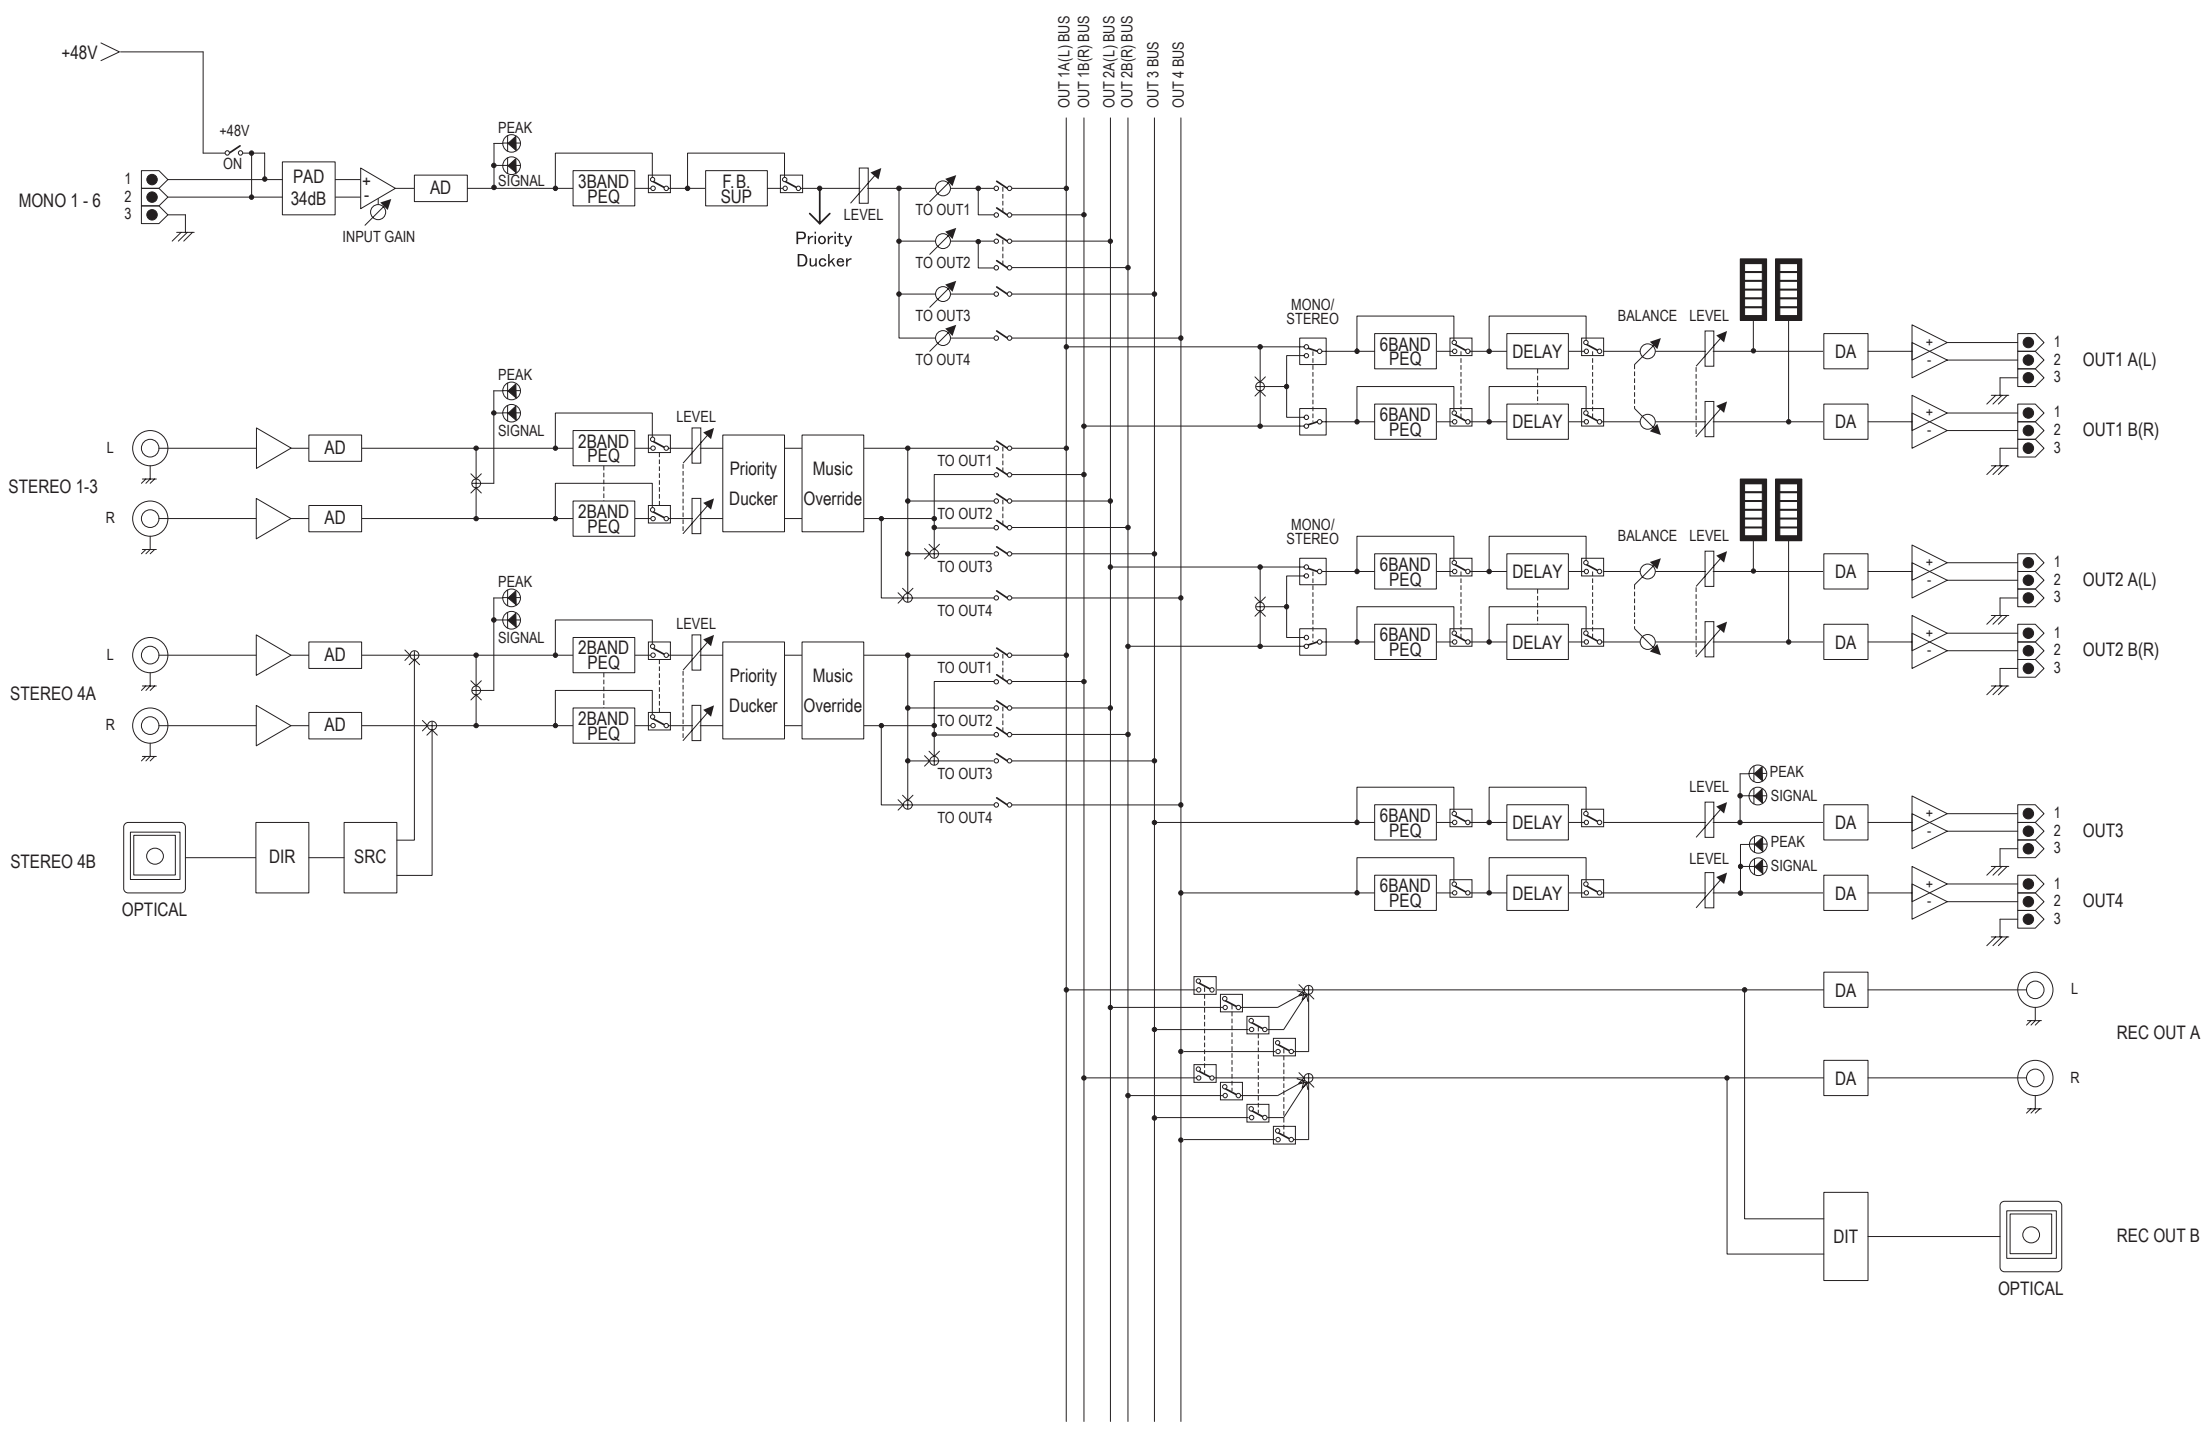 OUT 1A(L) BUS
OUT 1B(R) BUS
OUT 2A(L) BUS
OUT 2B(R) BUS
OUT 3 BUS
OUT 4 BUS
+48V
+48V
ON
MONO 1 - 6
1
2
3
PAD
34dB
+
-
INPUT GAIN
AD
PEAK
SIGNAL
3BAND
PEQ
F.B.
SUP
Priority
Ducker
LEVEL
TO OUT1
TO OUT2
TO OUT3
TO OUT4
STEREO 1-3
L
R
AD
AD
PEAK
SIGNAL
2BAND
PEQ
2BAND
PEQ
LEVEL
Priority
Ducker
Music
Override
TO OUT1
TO OUT2
TO OUT3
TO OUT4
STEREO 4A
L
R
AD
AD
PEAK
SIGNAL
2BAND
PEQ
2BAND
PEQ
LEVEL
Priority
Ducker
Music
Override
TO OUT1
TO OUT2
TO OUT3
TO OUT4
STEREO 4B
OPTICAL
DIR
SRC
MONO/
STEREO
6BAND
PEQ
DELAY
6BAND
PEQ
DELAY
BALANCE
LEVEL
DA
DA
+
-
+
-
1
2
3
OUT1 A(L)
1
2
3
OUT1 B(R)
MONO/
STEREO
6BAND
PEQ
DELAY
6BAND
PEQ
DELAY
BALANCE
LEVEL
DA
DA
+
-
+
-
1
2
3
OUT2 A(L)
1
2
3
OUT2 B(R)
6BAND
PEQ
DELAY
LEVEL
PEAK
SIGNAL
DA
+
-
1
2
3
OUT3
6BAND
PEQ
DELAY
LEVEL
PEAK
SIGNAL
DA
+
-
1
2
3
OUT4
DA
L
REC OUT A
DA
R
DIT
REC OUT B
OPTICAL